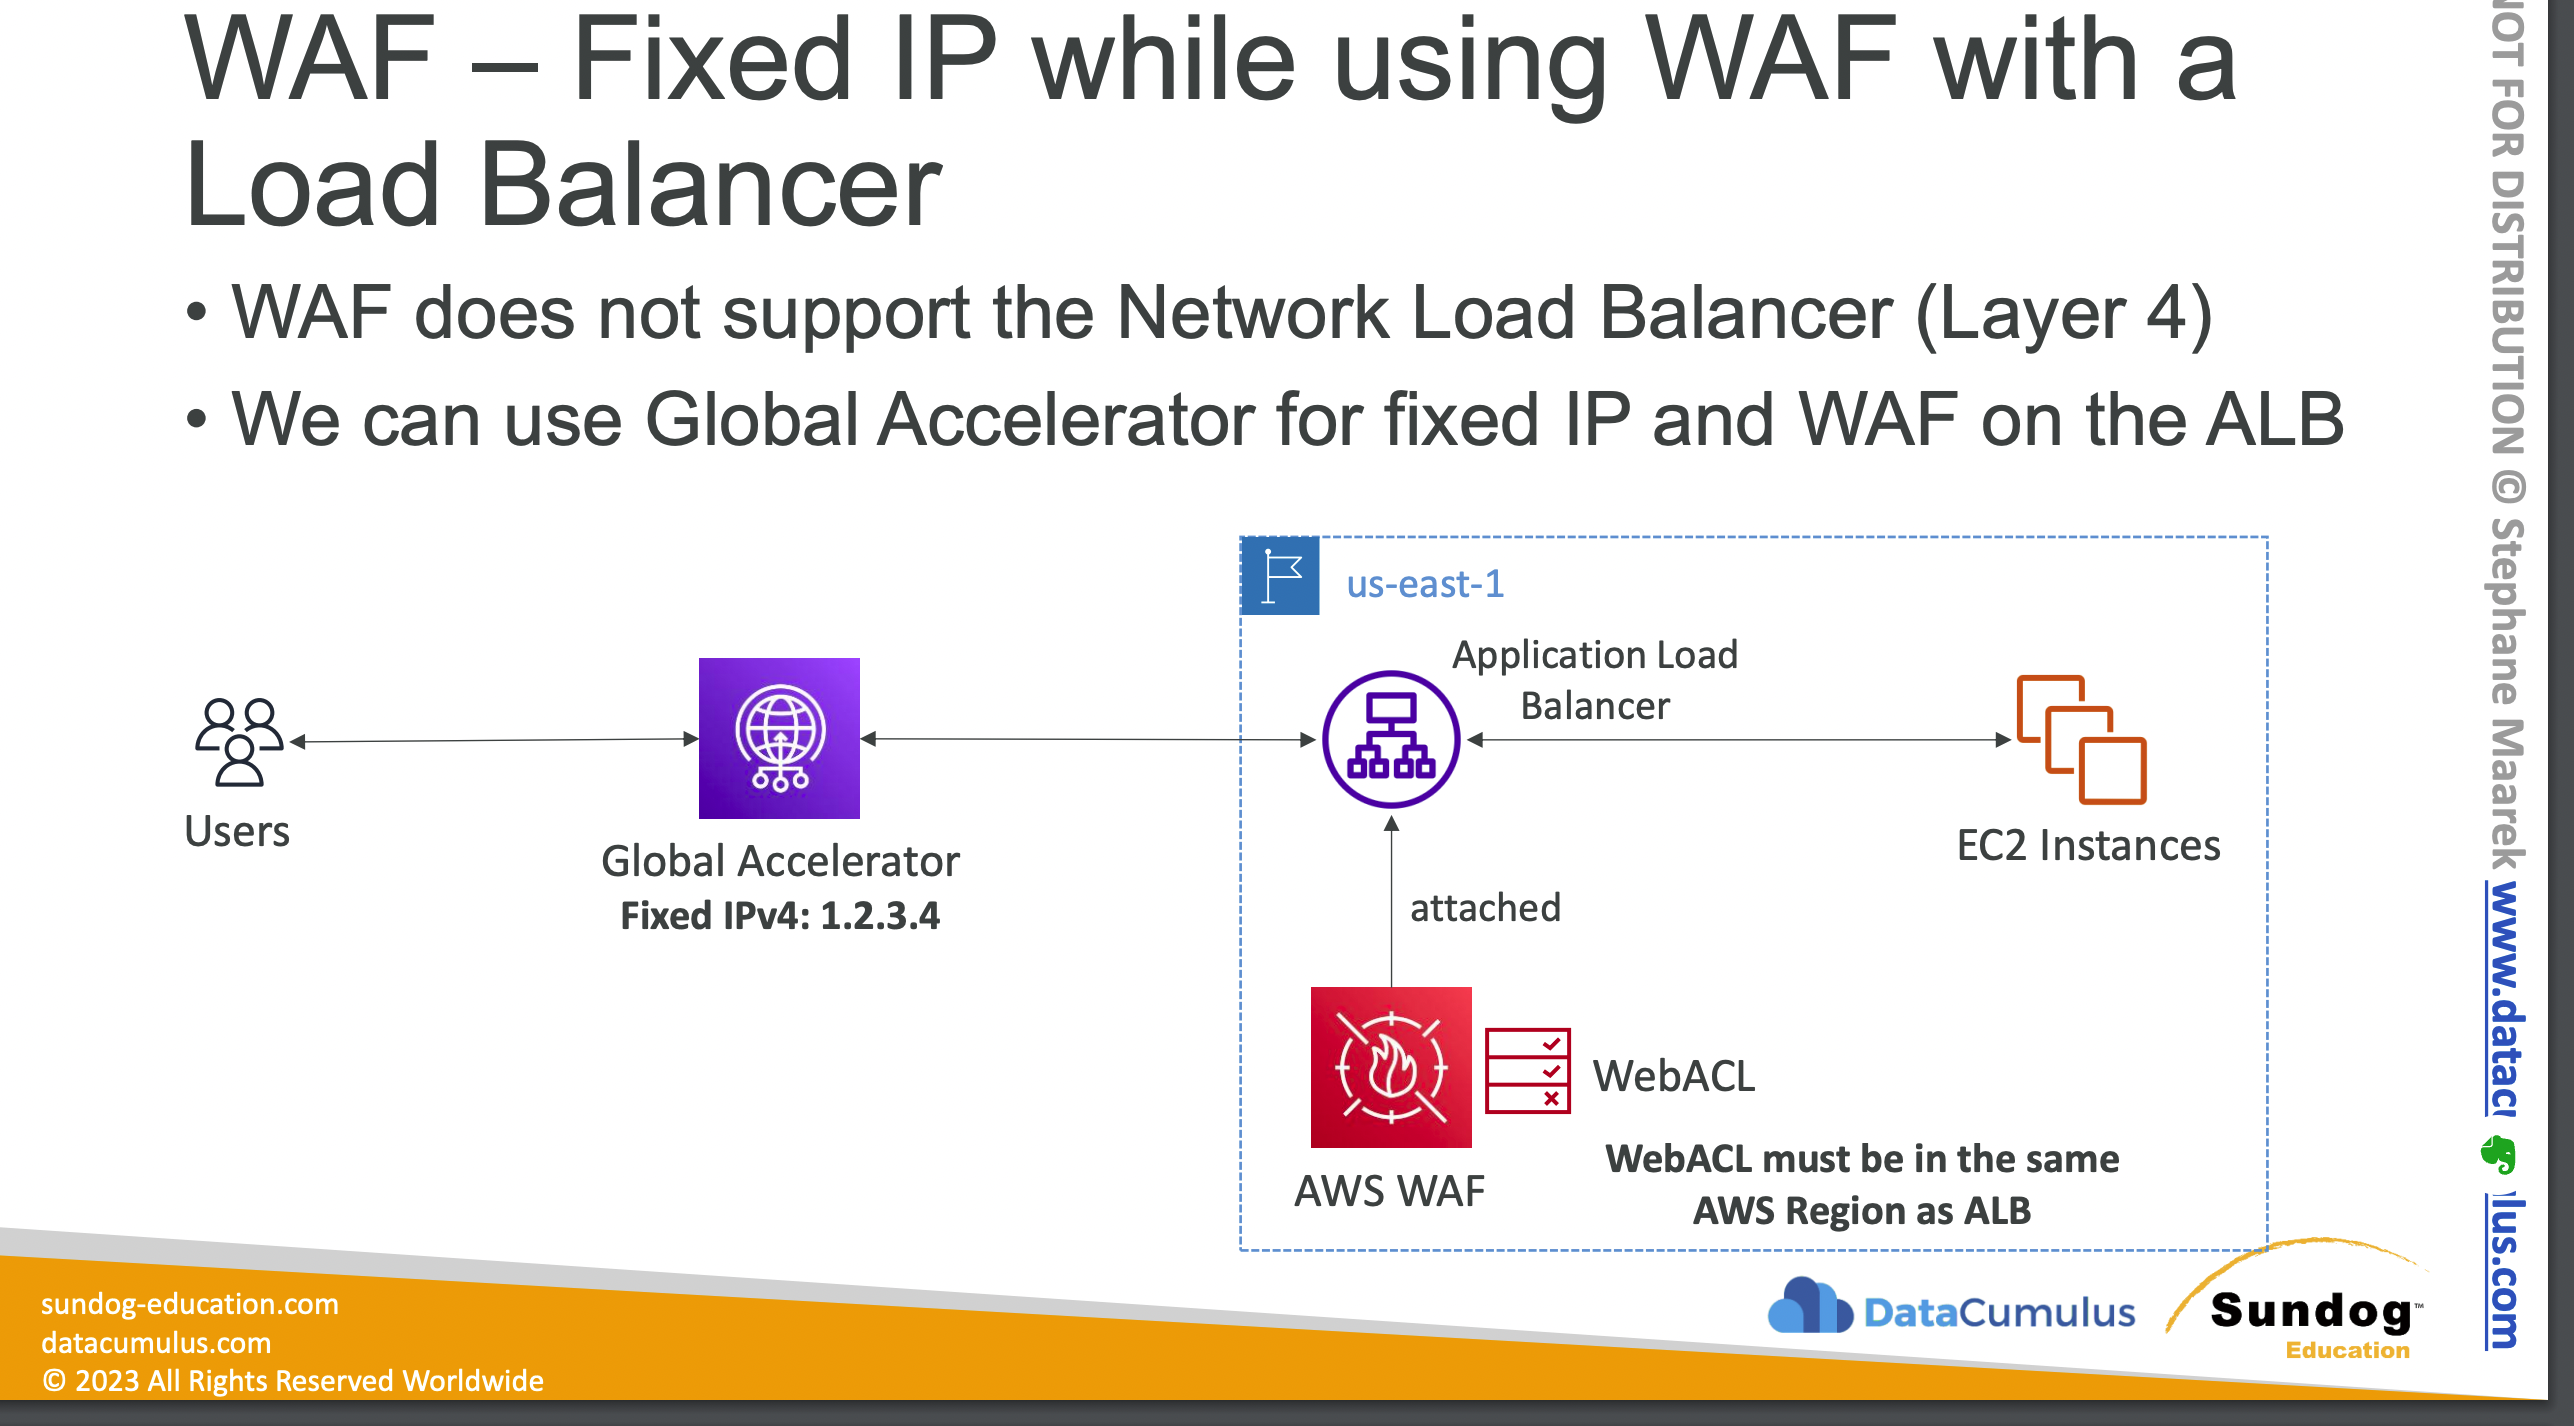 WAF – Fixed IP while using WAF with a
Load Balancer
• WAF does not support the Network Load Balancer (Layer 4)
• We can use Global Accelerator for fixed IP and WAF on the ALB
us-east-1
Application Load
Balancer
Users
Global Accelerator
Fixed IPv4: 1.2.3.4
EC2 Instances
attached
WebACL
AWS WAF
WebACL must be in the same
AWS Region as ALB
sundog-education.com
datacumulus.com
© 2023 All Rights Reserved Worldwide
DataCumulus
Sundog™
Education
NOT FOR DISTRIBUTION © Stephane Maarek www.datac lus.com